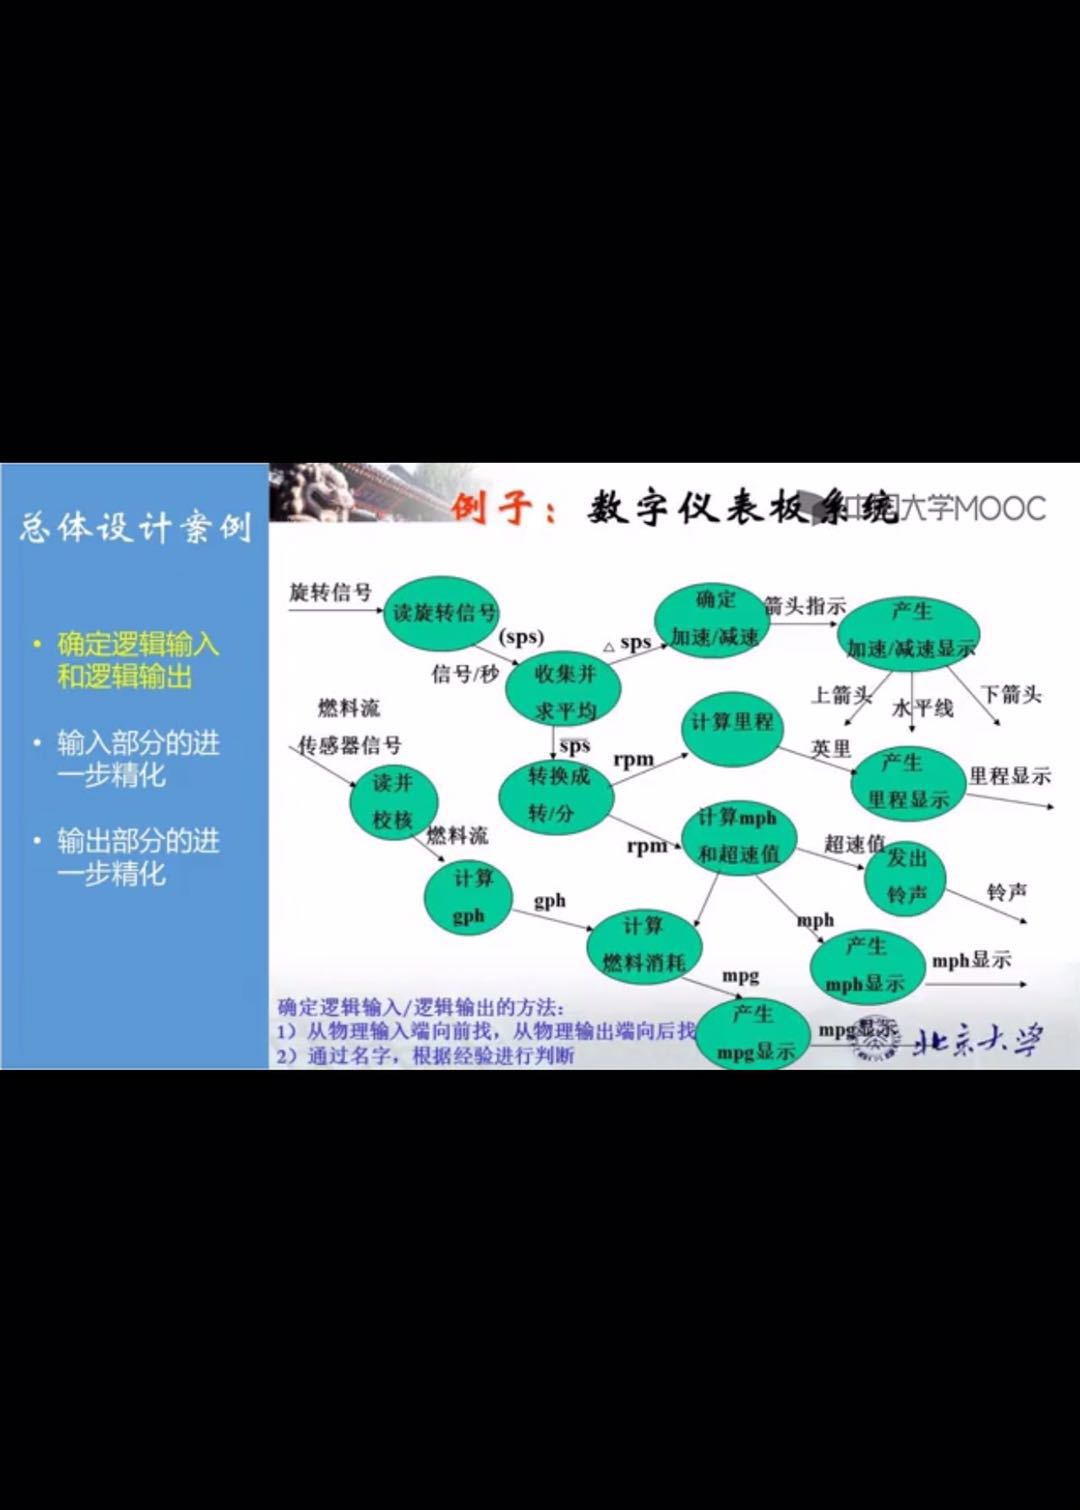 总体设计案例
• 确定逻辑输入
和逻辑输出
• 输入部分的进
一步精化
• 输出部分的进
一步精化
例子：数字仪表板系统
中国大学MOOC
旋转信号
读旋转信号
(sps)
信号/秒
收集并
求平均
△ sps
确定
加速/减速
箭头指示
产生
加速/减速显示
上箭头
水平线
下箭头
燃料流
传感器信号
读并
校核
燃料流
计算
gph
gph
sps
转换成
转/分
rpm
计算里程
英里
产生
里程显示
里程显示
rpm
计算mph
和超速值
超速值
发出
铃声
铃声
mph
产生
mph显示
mph显示
计算
燃料消耗
mpg
产生
mpg显示
mpg显示
确定逻辑输入/逻辑输出的方法：
1）从物理输入端向前找，从物理输出端向后找
2）通过名字，根据经验进行判断
北京大学